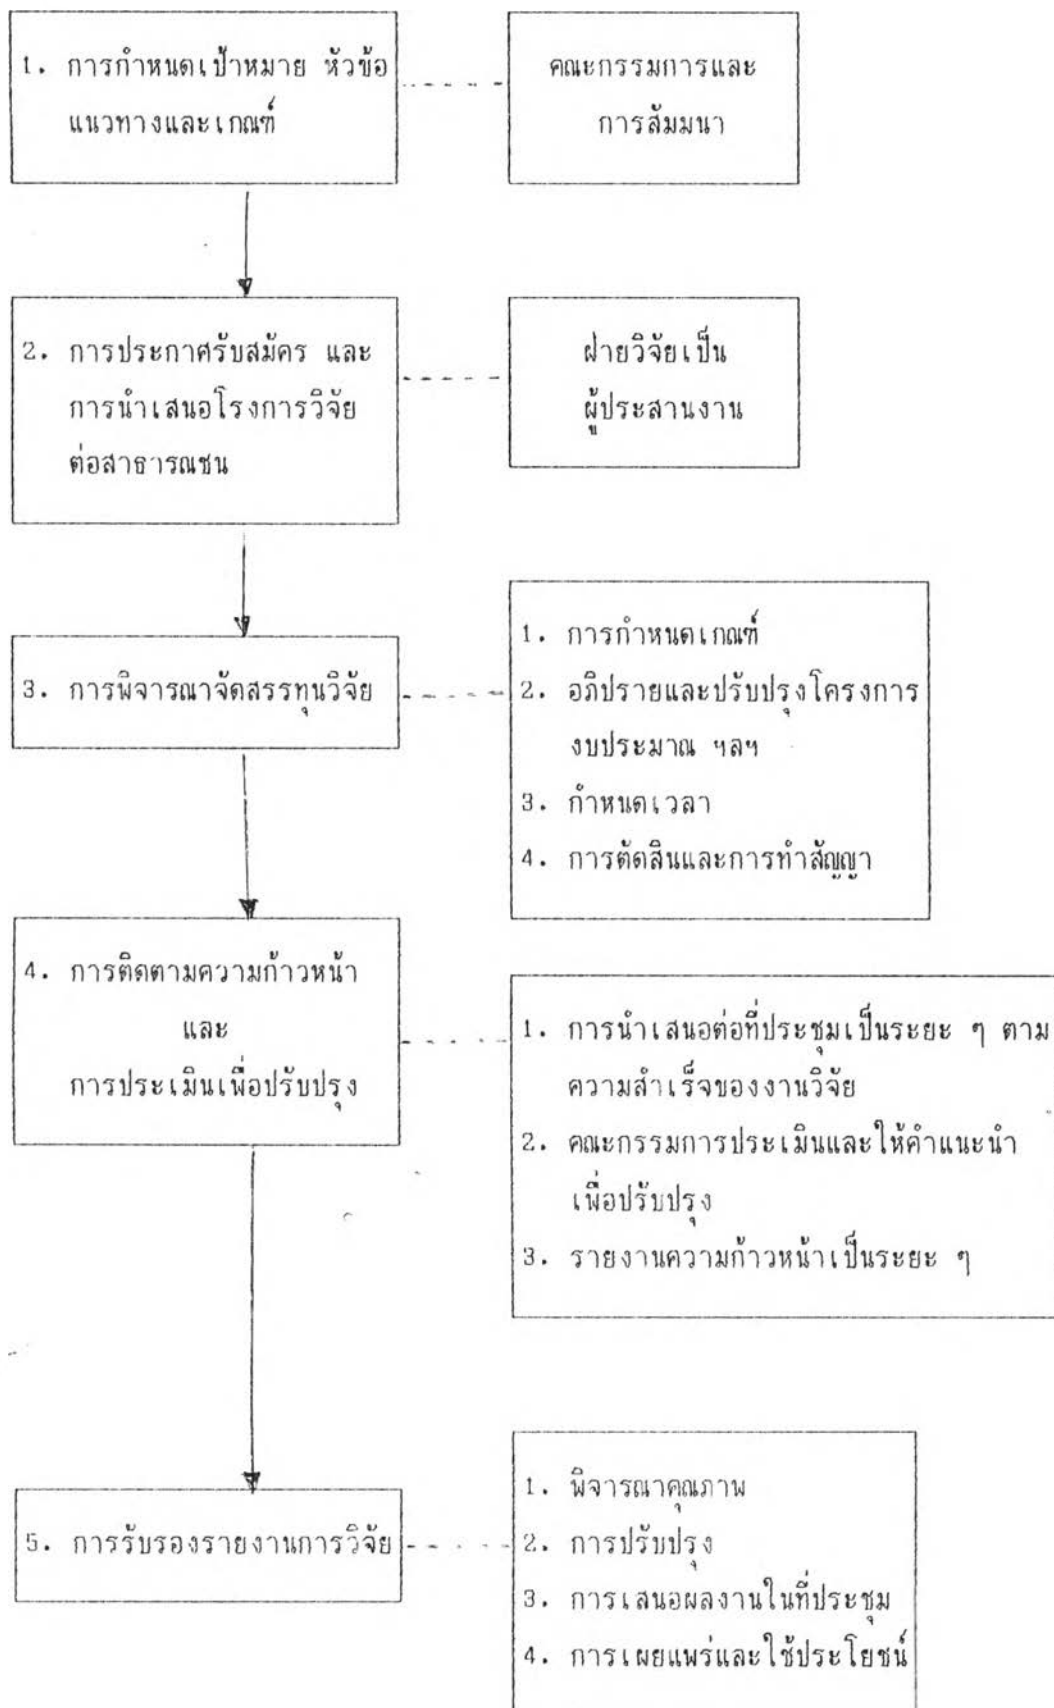 1. การกำหนดเป้าหมาย หัวข้อ
แนวทางและเกณฑ์
คณะกรรมการและ
การสัมมนา
2. การประกาศรับสมัคร และ
การนำเสนอโรงการวิจัย
ต่อสาธารณชน
ฝ่ายวิจัยเป็น
ผู้ประสานงาน
3. การพิจารณาจัดสรรทุนวิจัย
1. การกำหนดเกณฑ์
2. อภิปรายและปรับปรุงโครงการ
งบประมาณ ฯลฯ
3. กำหนดเวลา
4. การตัดสินและการทำสัญญา
4. การติดตามความก้าวหน้า
และ
การประเมินเพื่อปรับปรุง
1. การนำเสนอต่อที่ประชุมเป็นระยะ ๆ ตาม
ความสำเร็จของงานวิจัย
2. คณะกรรมการประเมินและให้คำแนะนำ
เพื่อปรับปรุง
3. รายงานความก้าวหน้าเป็นระยะ ๆ
5. การรับรองรายงานการวิจัย
1. พิจารณาคุณภาพ
2. การปรับปรุง
3. การเสนอผลงานในที่ประชุม
4. การเผยแพร่และใช้ประโยชน์